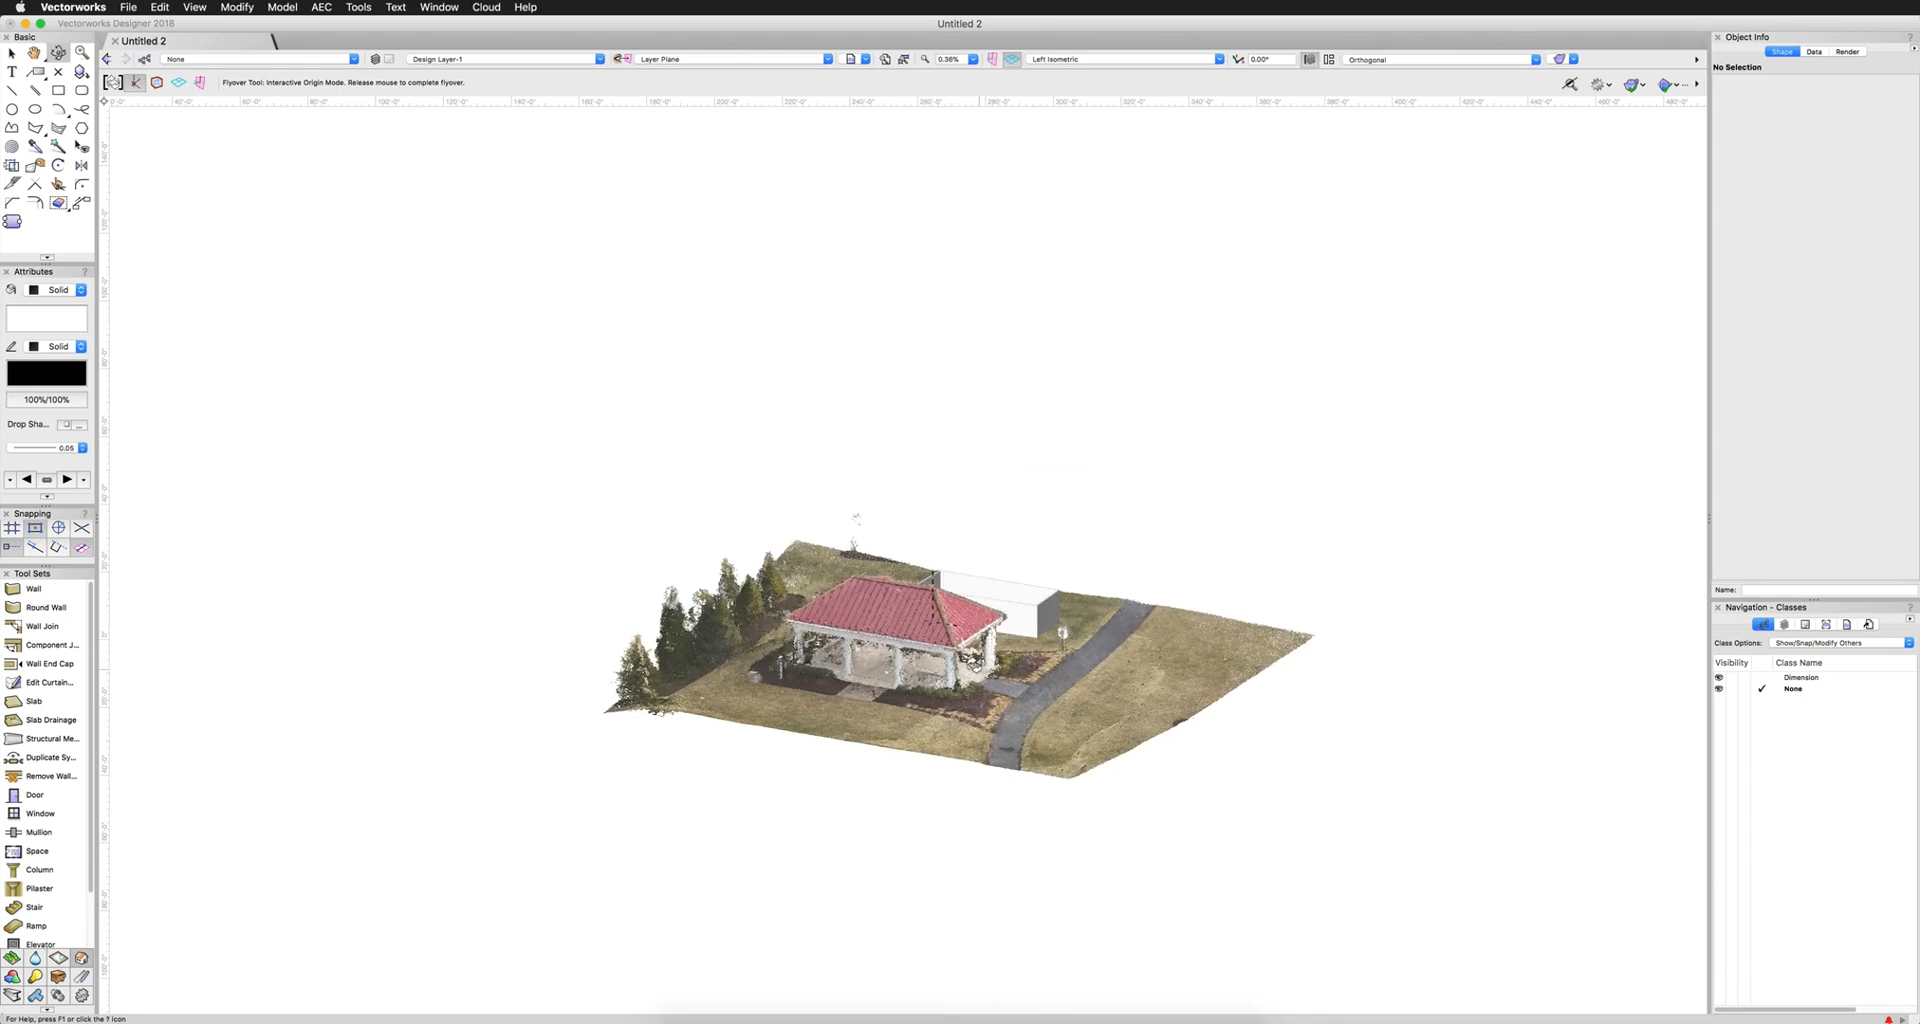 Vectorworks File Edit View Modify Model AEC Tools Text Window Cloud Help
Vectorworks Designer 2018
Untitled 2
Basic
Untitled 2
None
Design Layer-1
Layer Plane
0.36%
Left Isometric
0.00°
Orthogonal
Flyover Tool: Interactive Origin Mode. Release mouse to complete flyover.
Attributes ?
Solid
Solid
100%/100%
Drop Sha...
0.05
Snapping ?
Tool Sets
Wall
Round Wall
Wall Join
Component J...
Wall End Cap
Edit Curtain...
Slab
Slab Drainage
Structural Me...
Duplicate Sy...
Remove Wall...
Door
Window
Mullion
Space
Column
Pilaster
Stair
Ramp
Elevator
For Help, press F1 or click the ? icon
Object Info ?
Shape Data Render
No Selection
Name:
Navigation - Classes ?
Class Options: Show/Snap/Modify Others
Visibility Class Name
Dimension
None